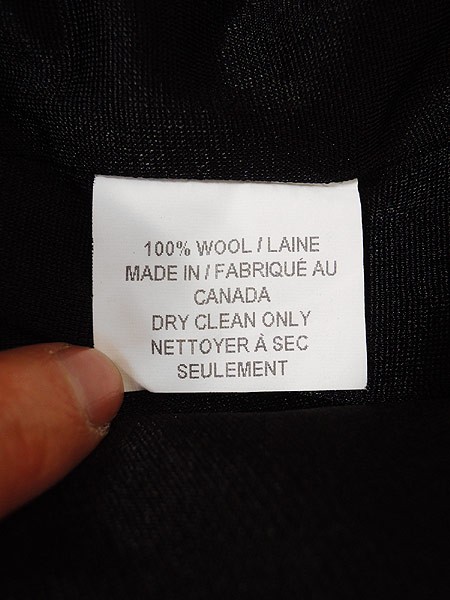 100% WOOL / LAINE
MADE IN / FABRIQUÉ AU
CANADA
DRY CLEAN ONLY
NETTOYER À SEC
SEULEMENT